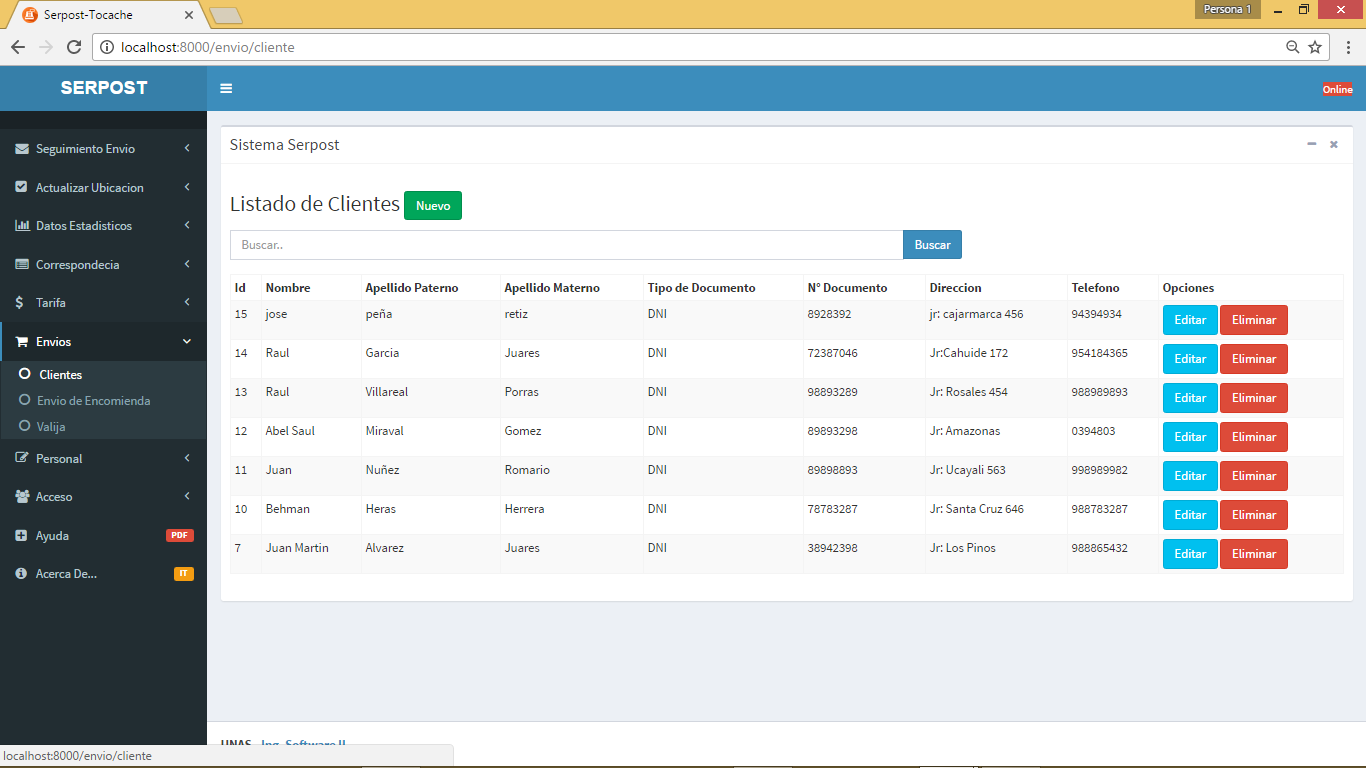 Serpost-Tocache
Persona 1
localhost:8000/envio/cliente
SERPOST
Online
Seguimiento Envio
Actualizar Ubicacion
Datos Estadisticos
Correspondecia
Tarifa
Envios
Clientes
Envio de Encomienda
Valija
Personal
Acceso
Ayuda PDF
Acerca De... IT
Sistema Serpost
Listado de Clientes Nuevo
Buscar.. Buscar
Id Nombre Apellido Paterno Apellido Materno Tipo de Documento N° Documento Direccion Telefono Opciones
15 jose peña retiz DNI 8928392 jr: cajarmarca 456 94394934 Editar Eliminar
14 Raul Garcia Juares DNI 72387046 Jr:Cahuide 172 954184365 Editar Eliminar
13 Raul Villareal Porras DNI 98893289 Jr: Rosales 454 988989893 Editar Eliminar
12 Abel Saul Miraval Gomez DNI 89893298 Jr: Amazonas 0394803 Editar Eliminar
11 Juan Nuñez Romario DNI 89898893 Jr: Ucayali 563 998989982 Editar Eliminar
10 Behman Heras Herrera DNI 78783287 Jr: Santa Cruz 646 988783287 Editar Eliminar
7 Juan Martin Alvarez Juares DNI 38942398 Jr: Los Pinos 988865432 Editar Eliminar
UNAS Ing. Software II
localhost:8000/envio/cliente